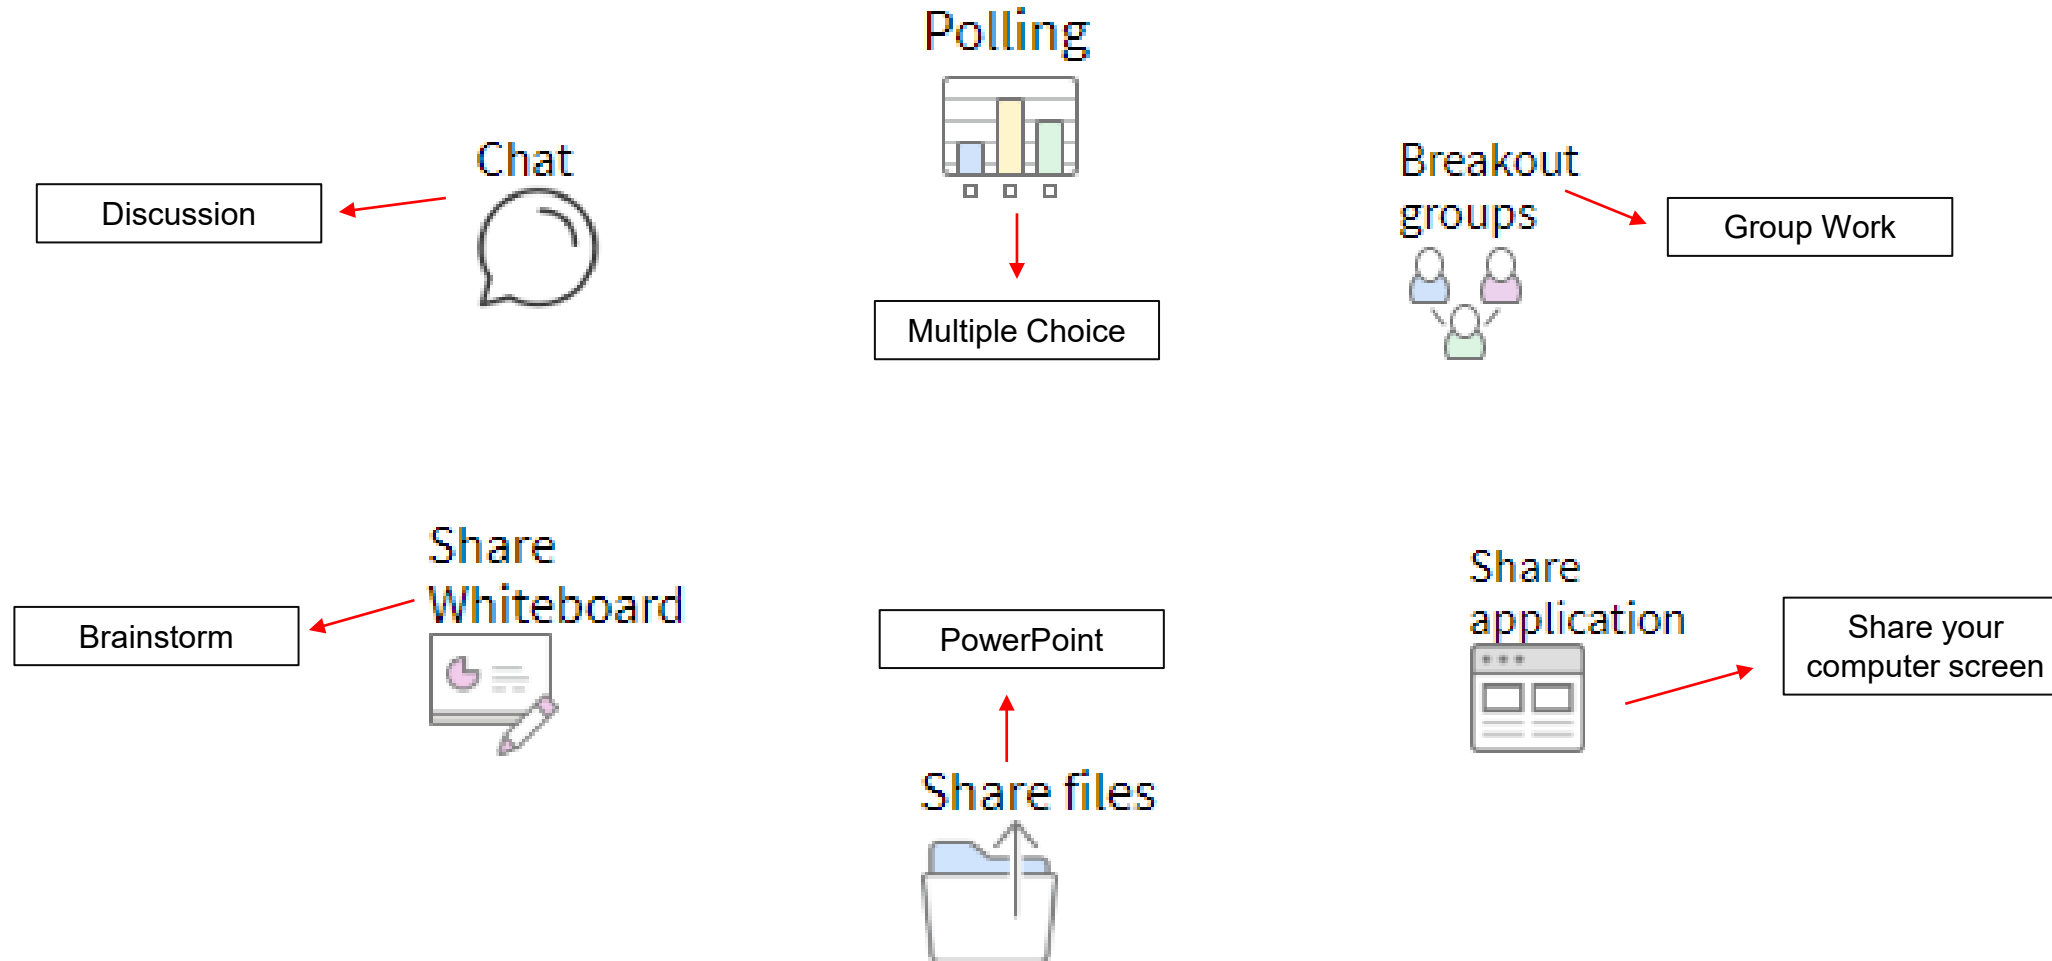 Polling
Chat
Discussion
Multiple Choice
Breakout
groups
Group Work
Share
Whiteboard
Brainstorm
PowerPoint
Share files
Share
application
Share your
computer screen